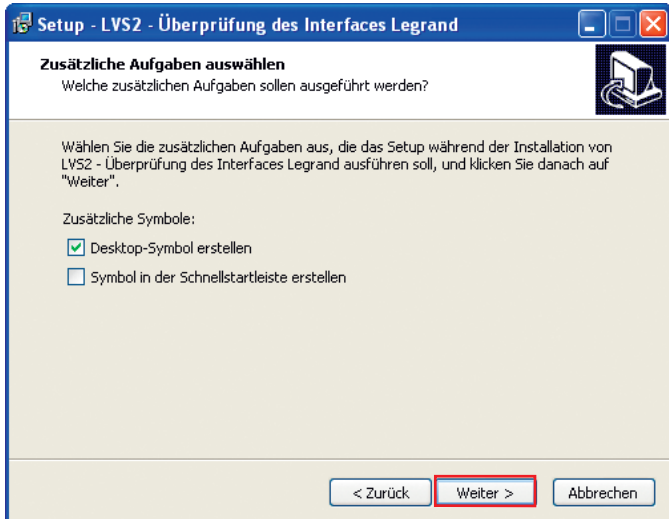 Setup - LVS2 - Überprüfung des Interfaces Legrand
Zusätzliche Aufgaben auswählen
Welche zusätzlichen Aufgaben sollen ausgeführt werden?
Wählen Sie die zusätzlichen Aufgaben aus, die das Setup während der Installation von
LVS2 - Überprüfung des Interfaces Legrand ausführen soll, und klicken Sie danach auf
"Weiter".
Zusätzliche Symbole:
Desktop-Symbol erstellen
Symbol in der Schnellstartleiste erstellen
< Zurück
Weiter >
Abbrechen